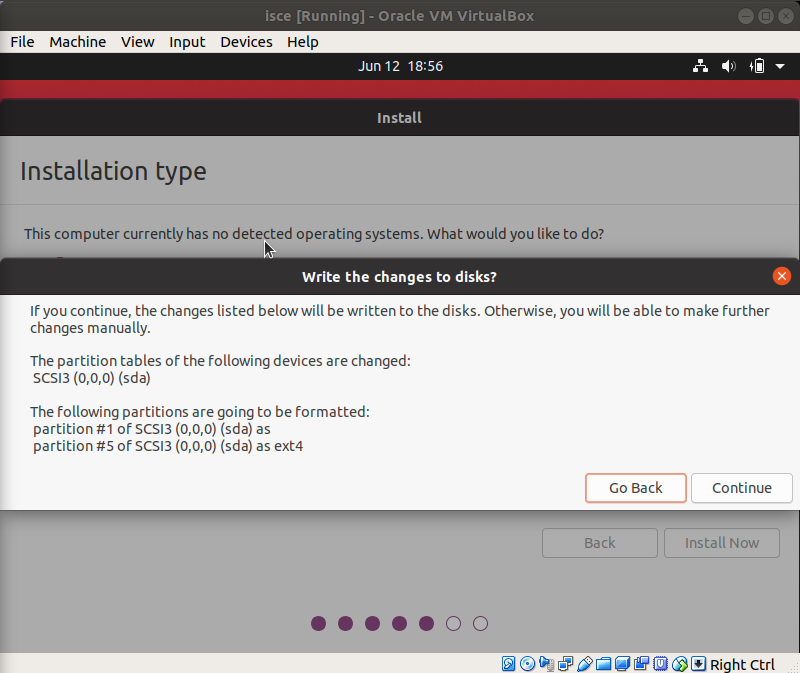 isce [Running] - Oracle VM VirtualBox
File Machine View Input Devices Help
Jun 12 18:56
Install
Installation type
This computer currently has no detected operating systems. What would you like to do?
Write the changes to disks?
If you continue, the changes listed below will be written to the disks. Otherwise, you will be able to make further
changes manually.
The partition tables of the following devices are changed:
SCSI3 (0,0,0) (sda)
The following partitions are going to be formatted:
partition #1 of SCSI3 (0,0,0) (sda) as
partition #5 of SCSI3 (0,0,0) (sda) as ext4
Go Back Continue
Back Install Now
Right Ctrl